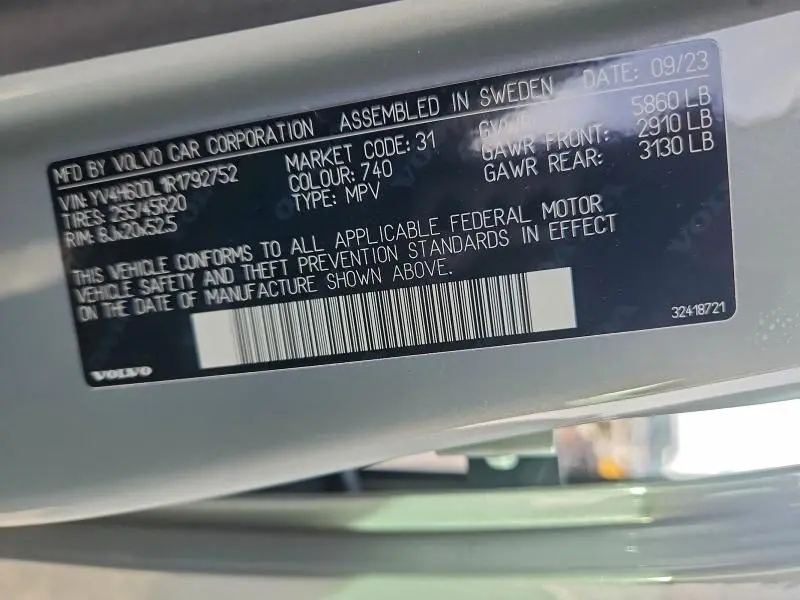 MFD BY VOLVO CAR CORPORATION ASSEMBLED IN SWEDEN DATE: 09/23
VIN: YV4H60DL1R1792752 MARKET CODE: 31 5860 LB
TIRES: 255/45R20 COLOUR: 740 GAWR FRONT: 2910 LB
RIM: 8Jx20x52.5 TYPE: MPV GAWR REAR: 3130 LB
THIS VEHICLE CONFORMS TO ALL APPLICABLE FEDERAL MOTOR
VEHICLE SAFETY AND THEFT PREVENTION STANDARDS IN EFFECT
ON THE DATE OF MANUFACTURE SHOWN ABOVE.
VOLVO 32418721